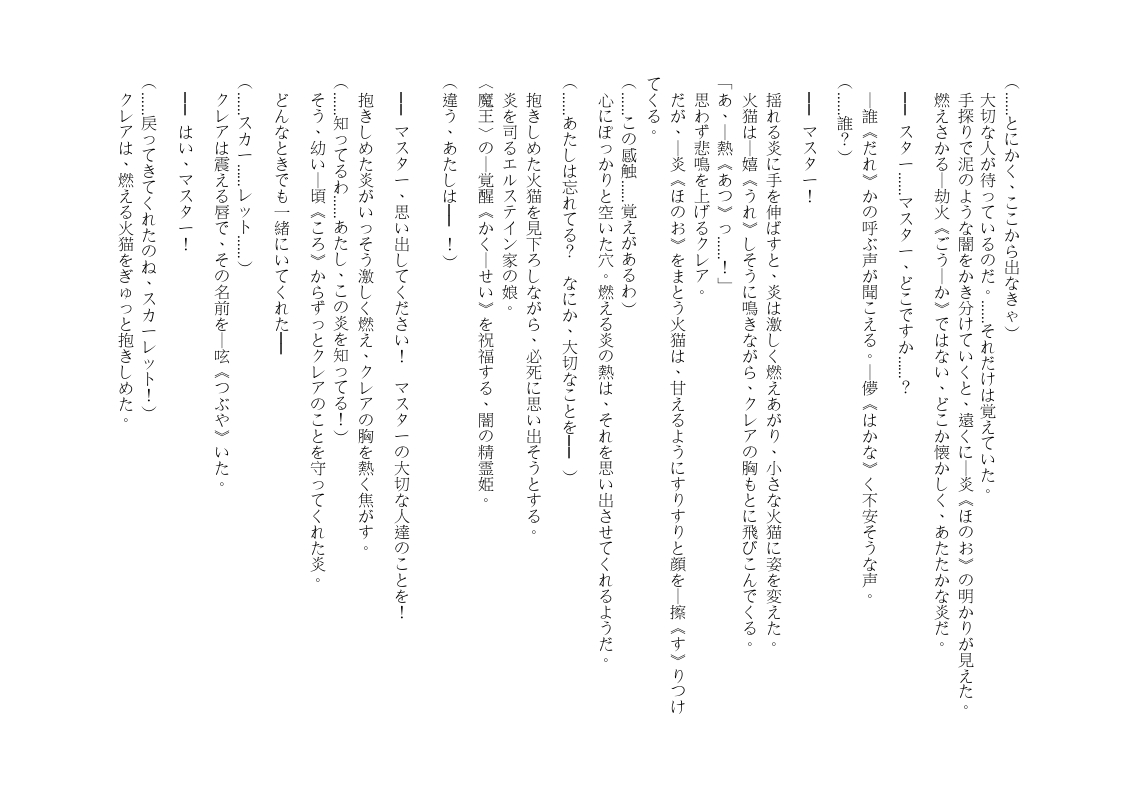 （……とにかく、ここから出なきゃ）
大切な人が待っているのだ。……それだけは覚えていた。
手探りで泥のような闇をかき分けていくと、遠くに―炎《ほのお》の明かりが見えた。
燃えさかる―劫火《ごう―か》ではない、どこか懐かしく、あたたかな炎だ。
━━ スター……マスター、どこですか……？
―誰《だれ》かの呼ぶ声が聞こえる。―儚《はかな》く不安そうな声。
（……誰？）
━━ マスター！
揺れる炎に手を伸ばすと、炎は激しく燃えあがり、小さな火猫に姿を変えた。
火猫は―嬉《うれ》しそうに鳴きながら、クレアの胸もとに飛びこんでくる。
「あ、―熱《あつ》っ……！」
思わず悲鳴を上げるクレア。
だが、―炎《ほのお》をまとう火猫は、甘えるようにすりすりと顔を―擦《す》りつけ
てくる。
（……この感触……覚えがあるわ）
心にぽっかりと空いた穴。燃える炎の熱は、それを思い出させてくれるようだ。
（……あたしは忘れてる？　なにか、大切なことを━━　）
抱きしめた火猫を見下ろしながら、必死に思い出そうとする。
炎を司るエルステイン家の娘。
〈魔王〉の―覚醒《かく―せい》を祝福する、闇の精霊姫。
（違う、あたしは━━　！）
━━ マスター、思い出してください！　マスターの大切な人達のことを！
抱きしめた炎がいっそう激しく燃え、クレアの胸を熱く焦がす。
（……知ってるわ……あたし、この炎を知ってる！）
そう、幼い―頃《ころ》からずっとクレアのことを守ってくれた炎。
どんなときでも一緒にいてくれた━━
（……スカー……レット……）
クレアは震える唇で、その名前を―呟《つぶや》いた。
━━ はい、マスター！
（……戻ってきてくれたのね、スカーレット！）
クレアは、燃える火猫をぎゅっと抱きしめた。